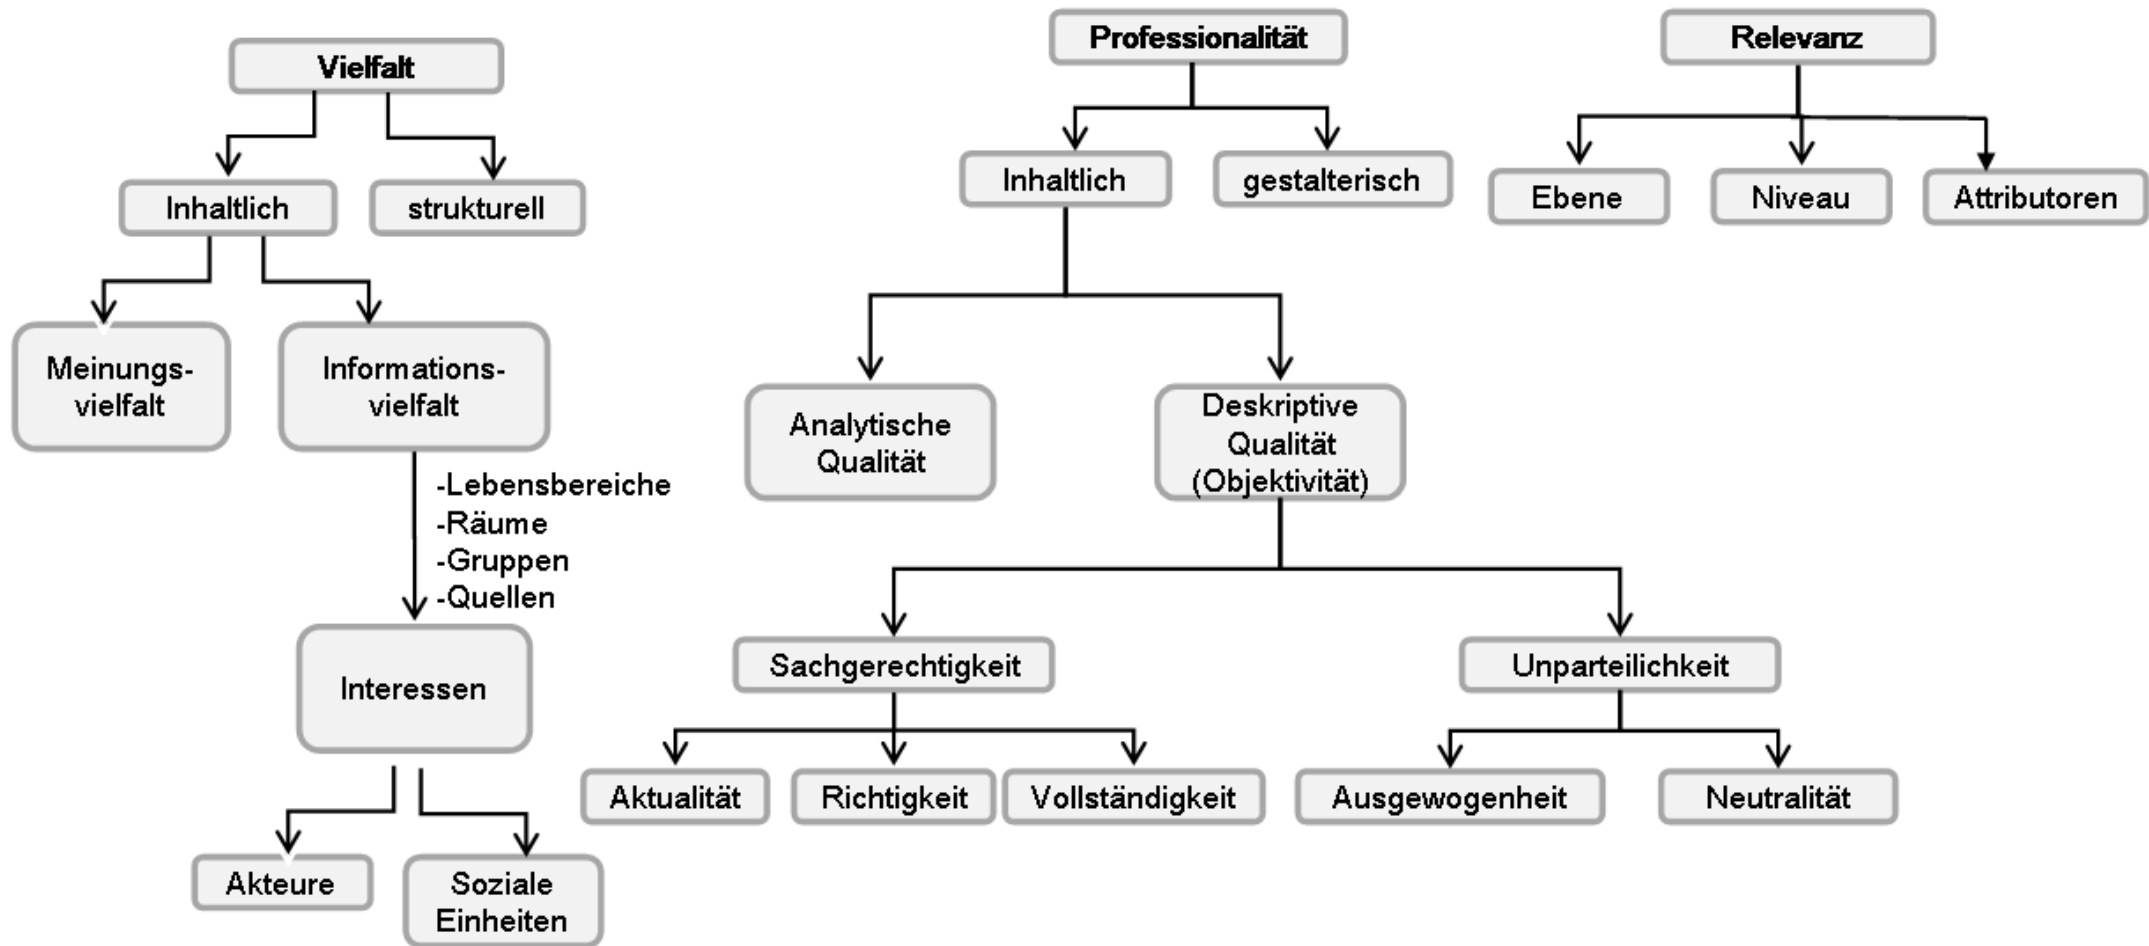 Vielfalt
Inhaltlich
strukturell
Meinungs-
vielfalt
Informations-
vielfalt
-Lebensbereiche
-Räume
-Gruppen
-Quellen
Interessen
Akteure
Soziale
Einheiten
Professionalität
Inhaltlich
gestalterisch
Analytische
Qualität
Deskriptive
Qualität
(Objektivität)
Sachgerechtigkeit
Unparteilichkeit
Aktualität
Richtigkeit
Vollständigkeit
Ausgewogenheit
Neutralität
Relevanz
Ebene
Niveau
Attributoren